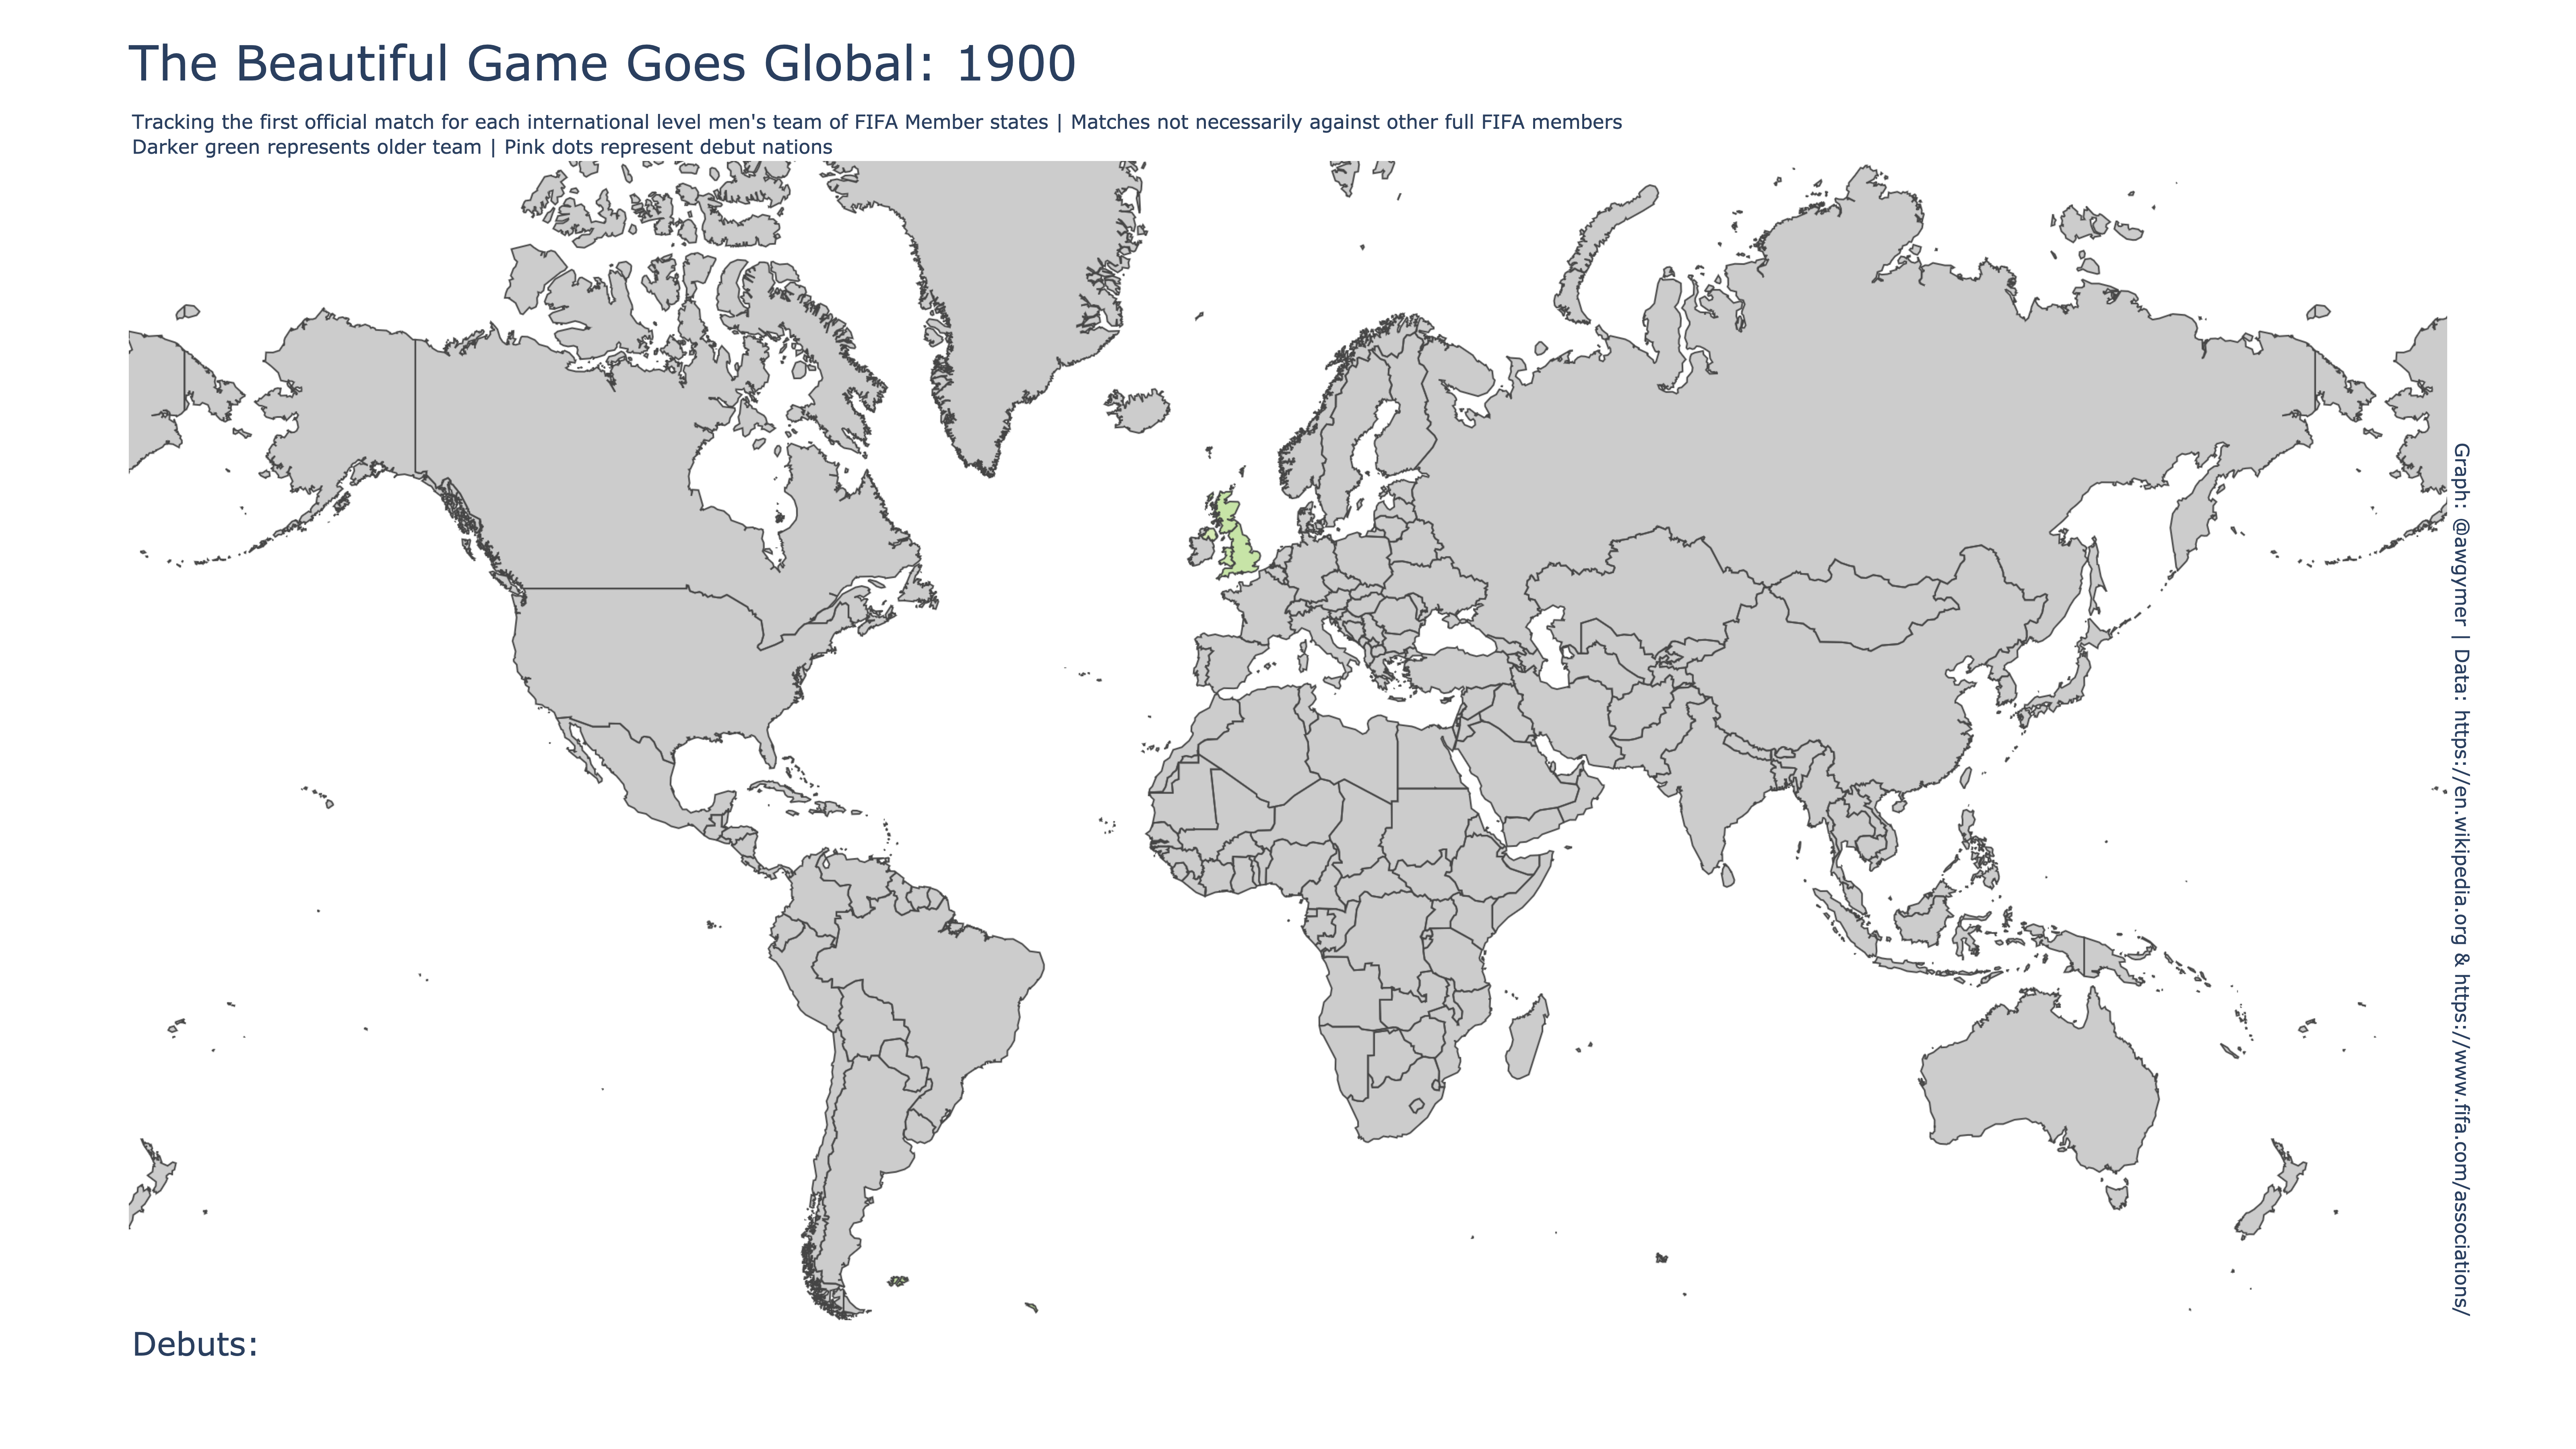 The Beautiful Game Goes Global: 1900
Tracking the first official match for each international level men's team of FIFA Member states | Matches not necessarily against other full FIFA members
Darker green represents older team | Pink dots represent debut nations
Graph: @awgymer | Data: https://en.wikipedia.org & https://www.fifa.com/associations/
Debuts: